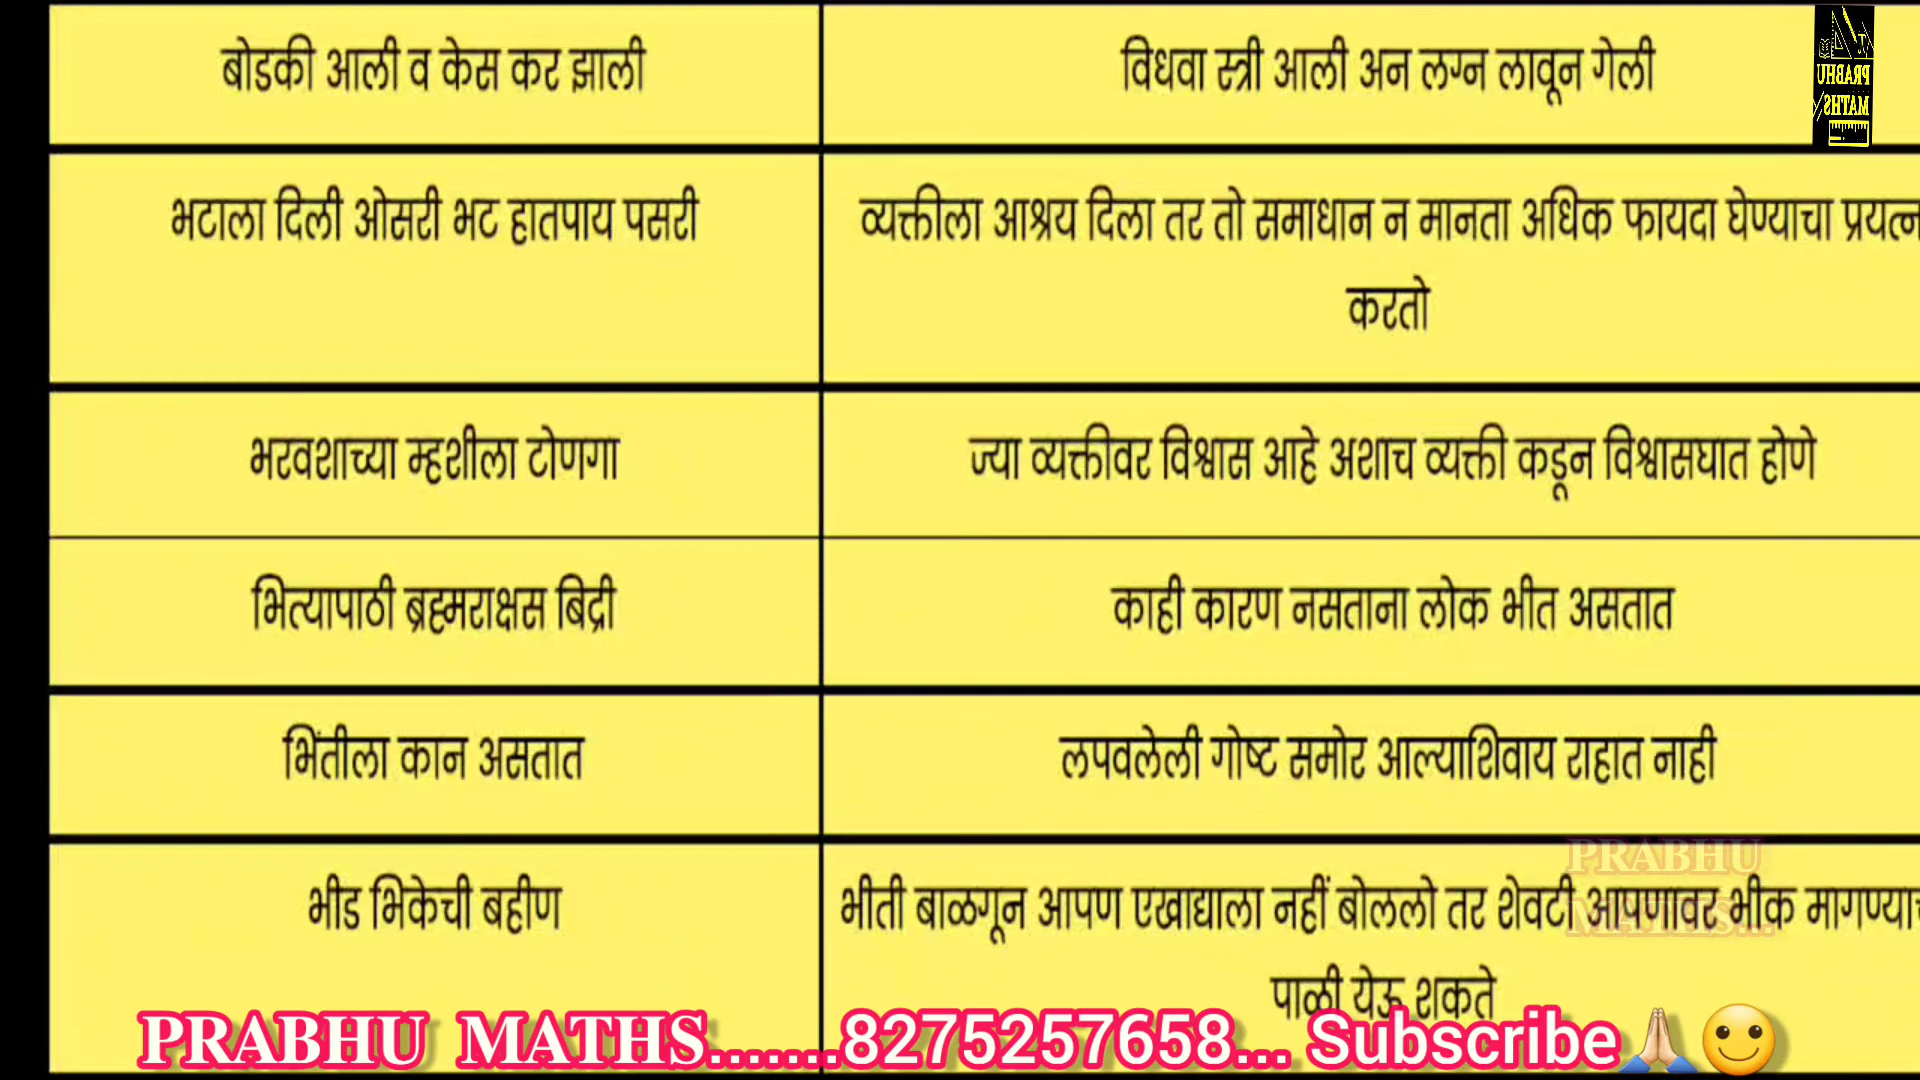 बोडकी आली व केस कर झाली
विधवा स्त्री आली अन लग्न लावून गेली
PRABHU
MATHS
भटाला दिली ओसरी भट हातपाय पसरी
व्यक्तीला आश्रय दिला तर तो समाधान न मानता अधिक फायदा घेण्याचा प्रयत्न
करतो
भरवशाच्या म्हशीला टोणगा
ज्या व्यक्तीवर विश्वास आहे अशाच व्यक्ती कडून विश्वासघात होणे
भित्यापाठी ब्रह्मराक्षस बिद्री
काही कारण नसताना लोक भीत असतात
भिंतीला कान असतात
लपवलेली गोष्ट समोर आल्याशिवाय राहात नाही
PRABHU
MATHS...
भीड भिकेची बहीण
भीती बाळगून आपण एखाद्याला नहीं बोललो तर शेवटी आपणावर भीक मागण्याच
पाळी येऊ शकते
PRABHU MATHS.......8275257658... Subscribe🙏🏻🙂